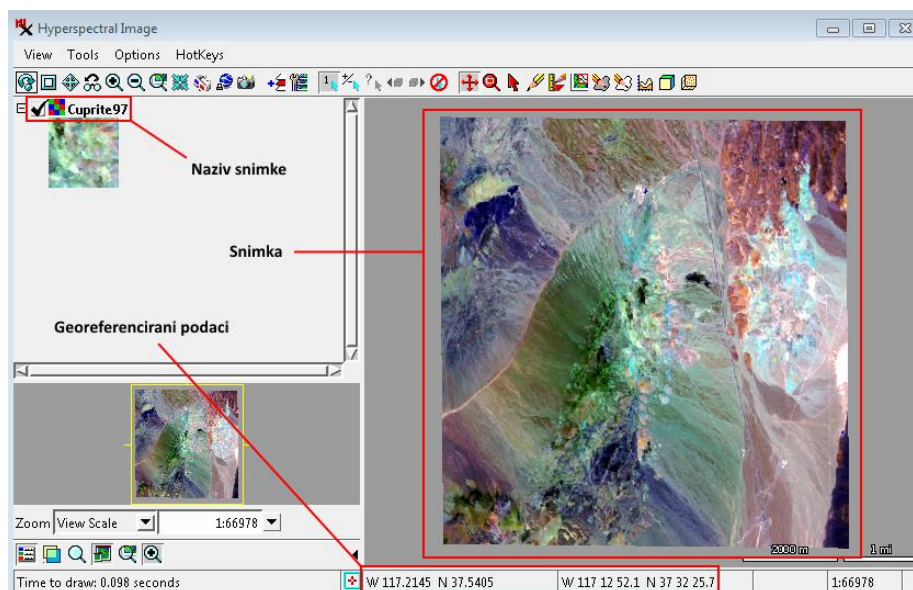 Hyperspectral Image
View Tools Options HotKeys
Cuprite97
Naziv snimke
Snimka
Georeferencirani podaci
Zoom View Scale 1:66978
2000 m 1 mi
Time to draw: 0.098 seconds W 117.2145 N 37.5405 W 117 12 52.1 N 37 32 25.7 1:66978